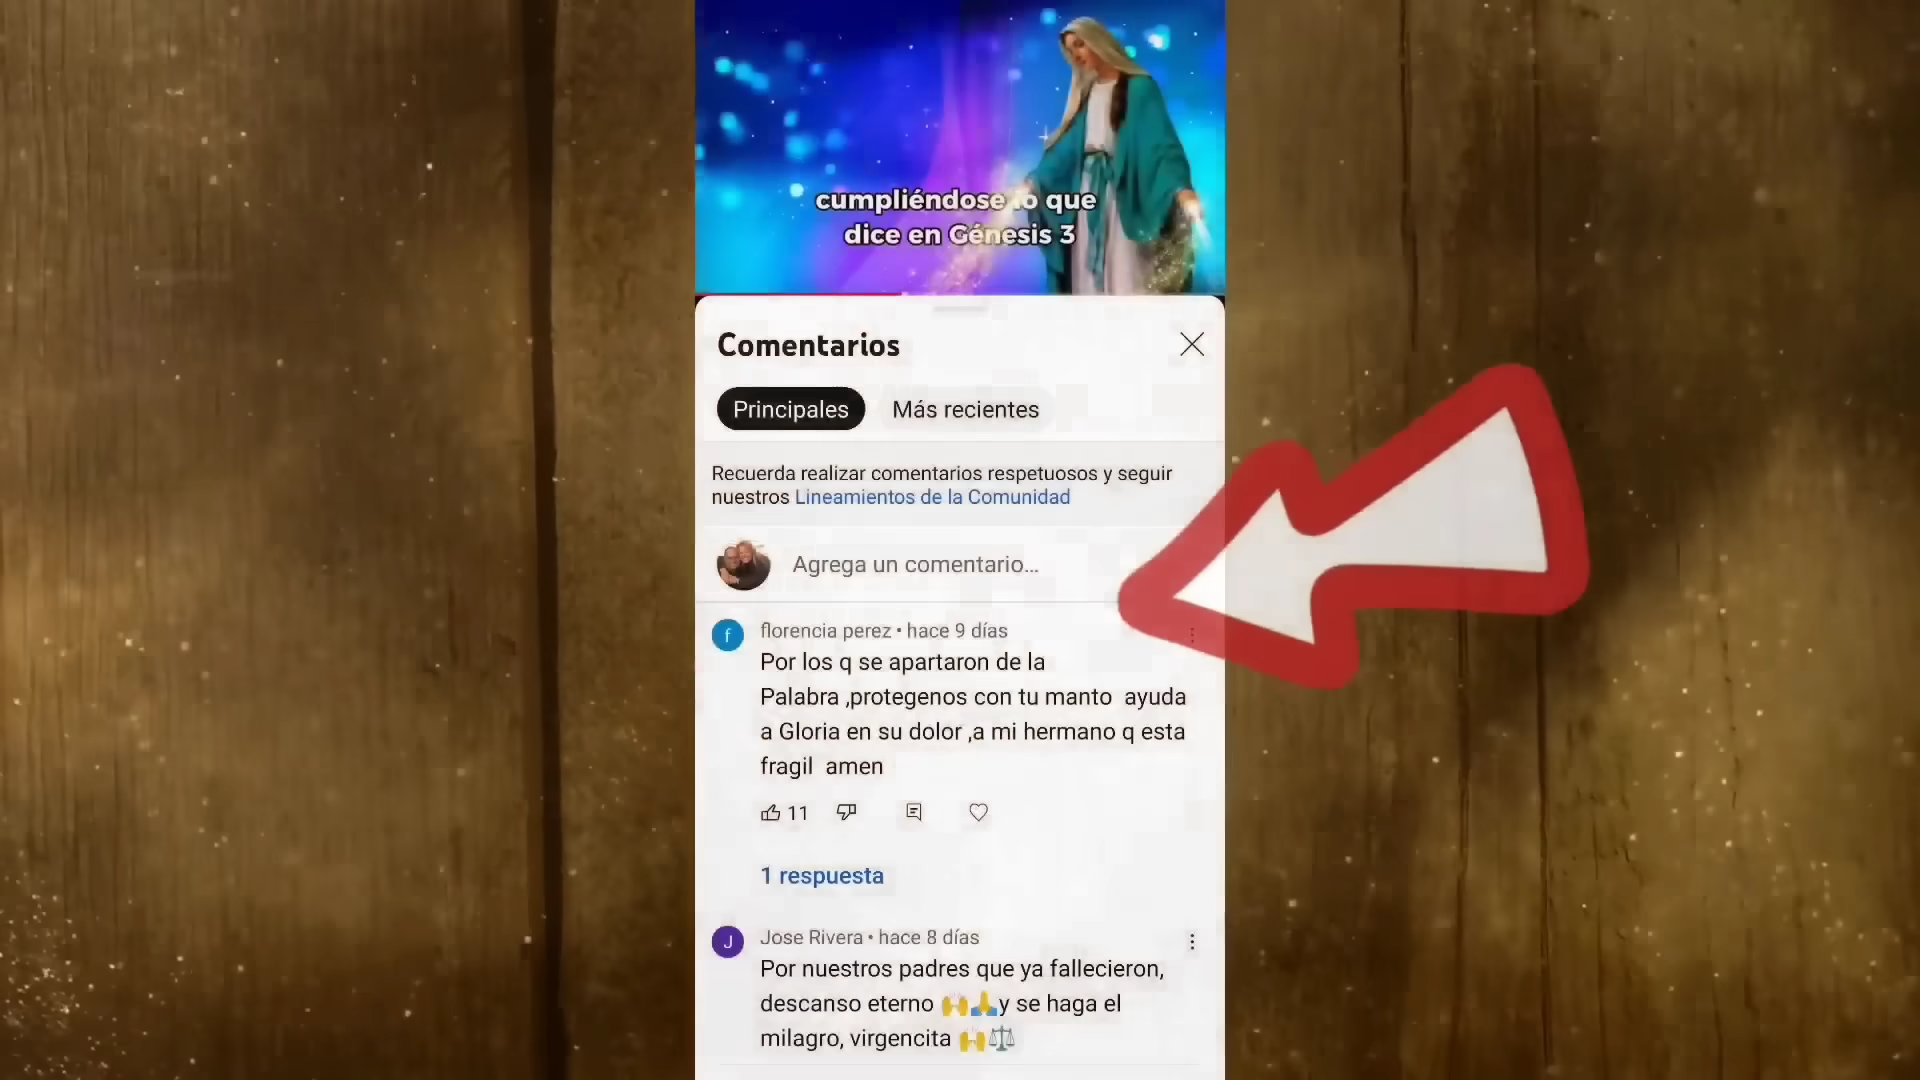 cumpliéndose lo que
dice en Génesis 3
Comentarios
Principales
Más recientes
Recuerda realizar comentarios respetuosos y seguir
nuestros Lineamientos de la Comunidad
Agrega un comentario...
f
florencia perez • hace 9 días
Por los q se apartaron de la
Palabra ,protegenos con tu manto  ayuda
a Gloria en su dolor ,a mi hermano q esta
fragil  amen
11
1 respuesta
J
Jose Rivera • hace 8 días
Por nuestros padres que ya fallecieron,
descanso eterno 🙌🙏y se haga el
milagro, virgencita 🙌⚖️